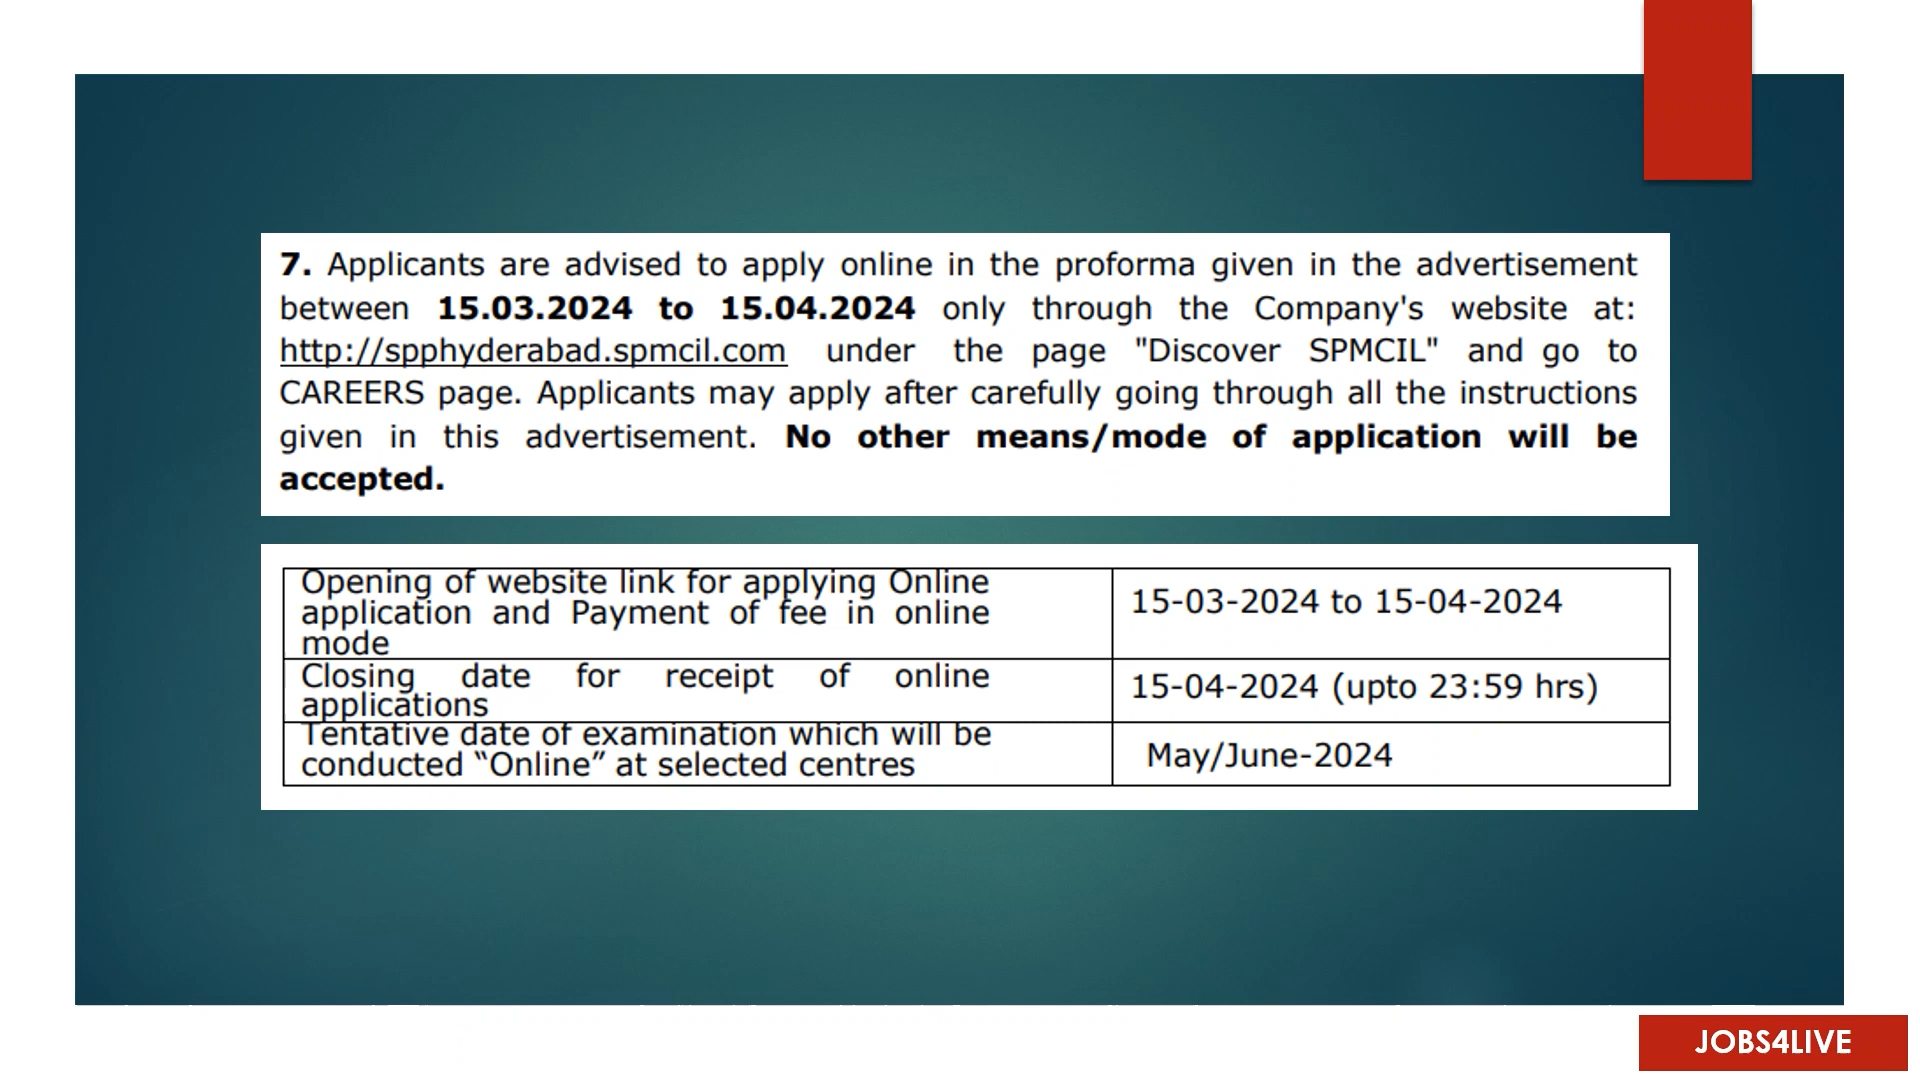 7. Applicants are advised to apply online in the proforma given in the advertisement
between 15.03.2024 to 15.04.2024 only through the Company's website at:
http://spphyderabad.spmcil.com under the page "Discover SPMCIL" and go to
CAREERS page. Applicants may apply after carefully going through all the instructions
given in this advertisement. No other means/mode of application will be
accepted.
Opening of website link for applying Online
application and Payment of fee in online
mode
15-03-2024 to 15-04-2024
Closing date for receipt of online
applications
15-04-2024 (upto 23:59 hrs)
Tentative date of examination which will be
conducted “Online” at selected centres
May/June-2024
JOBS4LIVE